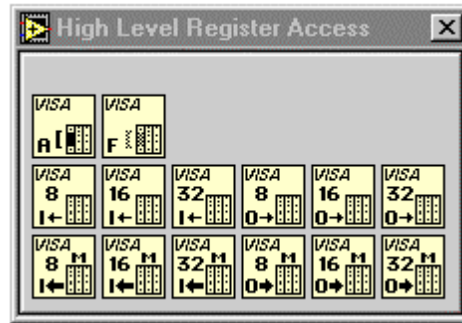 High Level Register Access
VISA VISA
A F
VISA VISA VISA VISA VISA VISA
8 16 32 8 16 32
I I I O O O
VISA VISA VISA VISA VISA VISA
8 M 16 M 32 M 8 M 16 M 32 M
I I I O O O